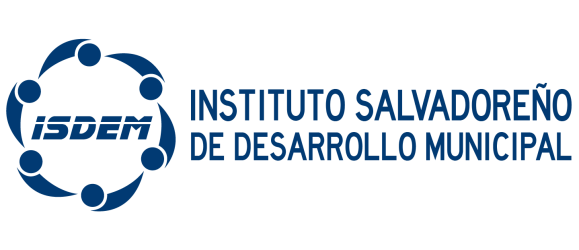 ISDEM
INSTITUTO SALVADOREÑO
DE DESARROLLO MUNICIPAL